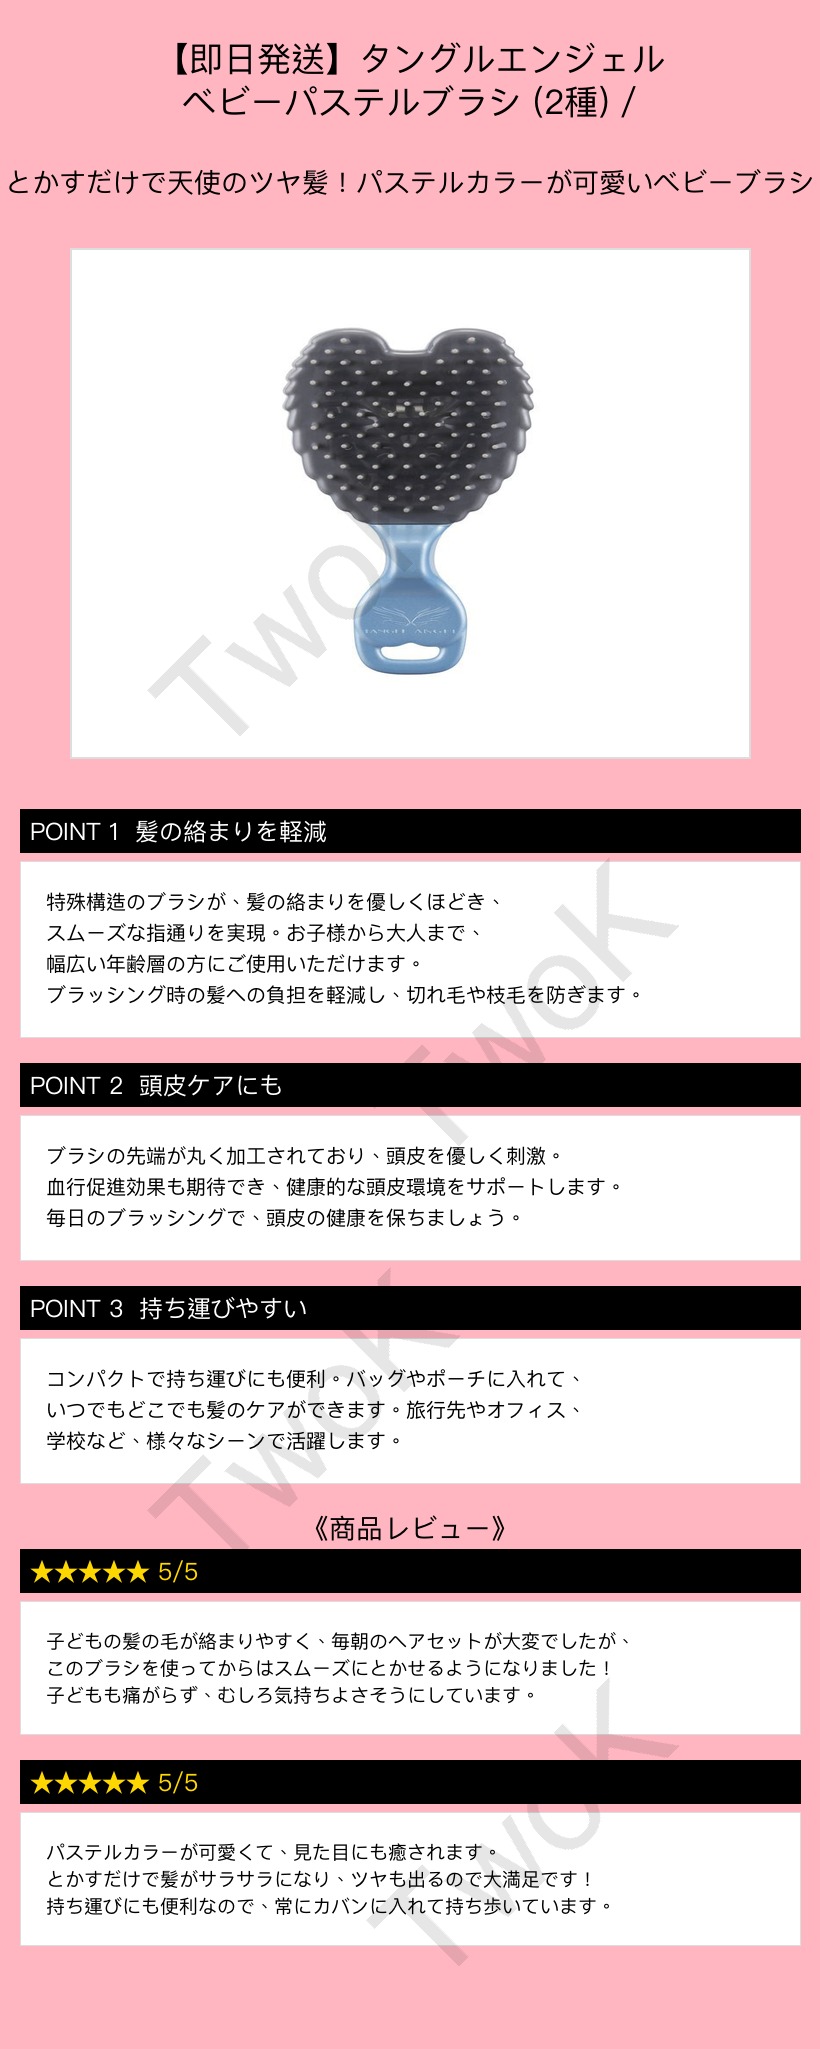 【即日発送】タングルエンジェル
ベビーパステルブラシ (2種) /
とかすだけで天使のツヤ髪！パステルカラーが可愛いベビーブラシ
TANGLE ANGEL
TwoK
POINT 1 髪の絡まりを軽減
特殊構造のブラシが、髪の絡まりを優しくほどき、
スムーズな指通りを実現。お子様から大人まで、
幅広い年齢層の方にご使用いただけます。
ブラッシング時の髪への負担を軽減し、切れ毛や枝毛を防ぎます。
TwoK
POINT 2 頭皮ケアにも
ブラシの先端が丸く加工されており、頭皮を優しく刺激。
血行促進効果も期待でき、健康的な頭皮環境をサポートします。
毎日のブラッシングで、頭皮の健康を保ちましょう。
POINT 3 持ち運びやすい
コンパクトで持ち運びにも便利。バッグやポーチに入れて、
いつでもどこでも髪のケアができます。旅行先やオフィス、
学校など、様々なシーンで活躍します。
TwoK
《商品レビュー》
★★★★★ 5/5
子どもの髪の毛が絡まりやすく、毎朝のヘアセットが大変でしたが、
このブラシを使ってからはスムーズにとかせるようになりました！
子どもも痛がらず、むしろ気持ちよさそうにしています。
★★★★★ 5/5
パステルカラーが可愛くて、見た目にも癒されます。
とかすだけで髪がサラサラになり、ツヤも出るので大満足です！
持ち運びにも便利なので、常にカバンに入れて持ち歩いています。
TwoK